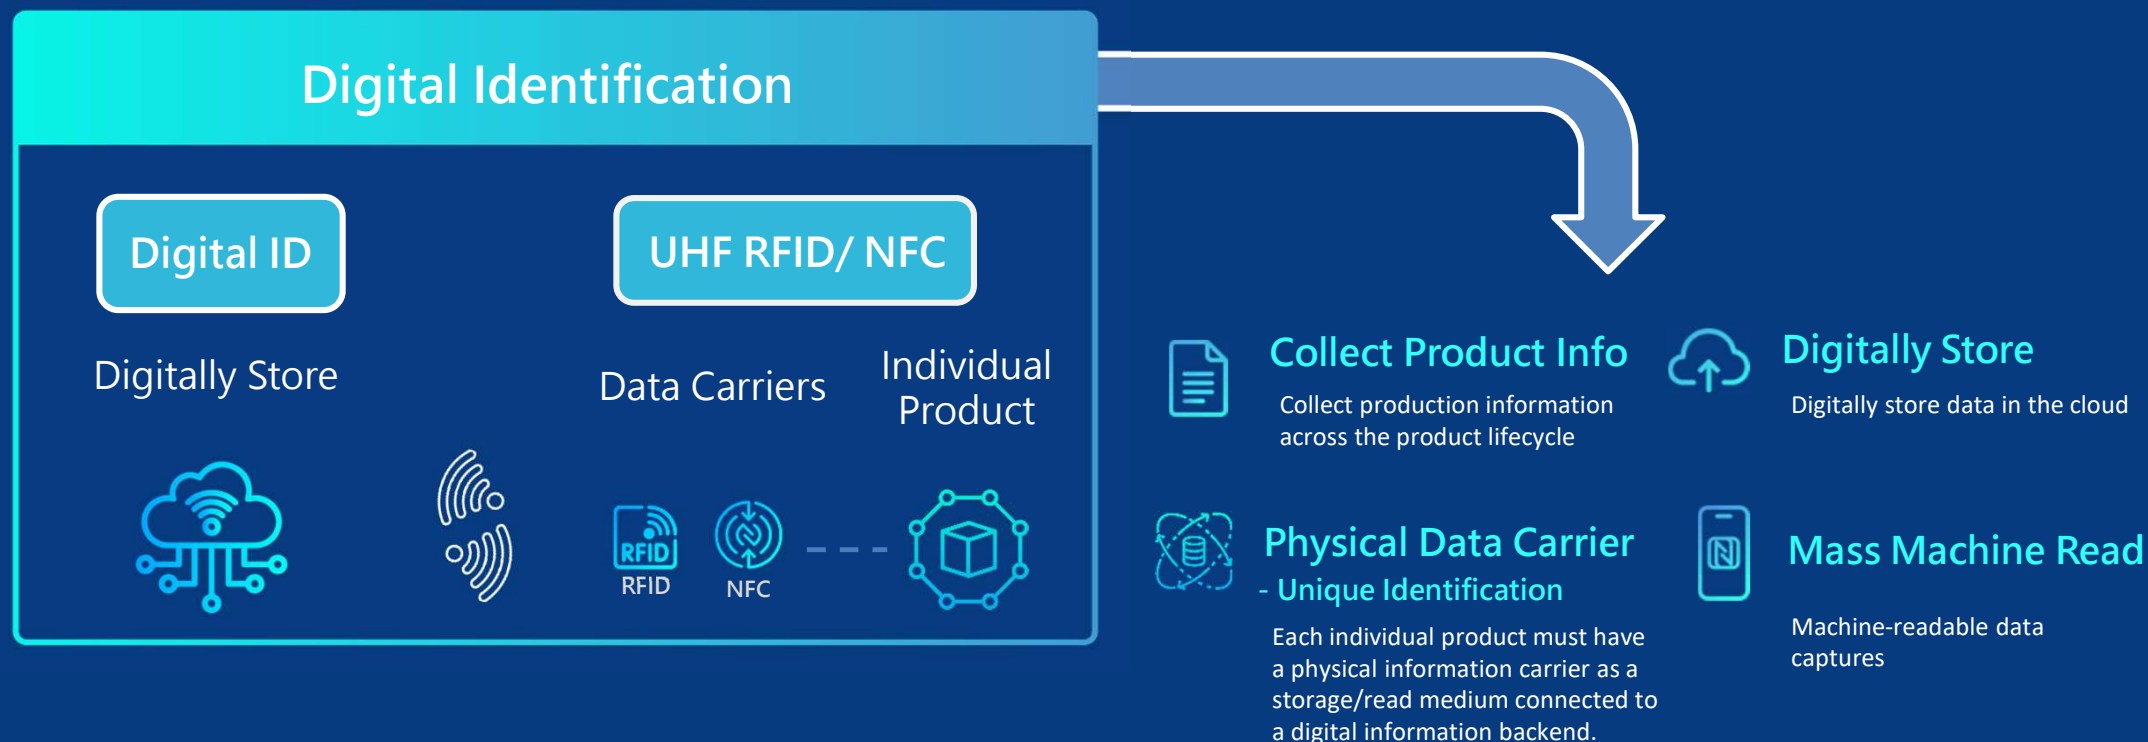 Digital Identification
Digital ID
UHF RFID/ NFC
Digitally Store
Data Carriers
Individual
Product
RFID
RFID
NFC
Collect Product Info
Collect production information
across the product lifecycle
Digitally Store
Digitally store data in the cloud
Physical Data Carrier
- Unique Identification
Each individual product must have
a physical information carrier as a
storage/read medium connected to
a digital information backend.
Mass Machine Read
Machine-readable data
captures